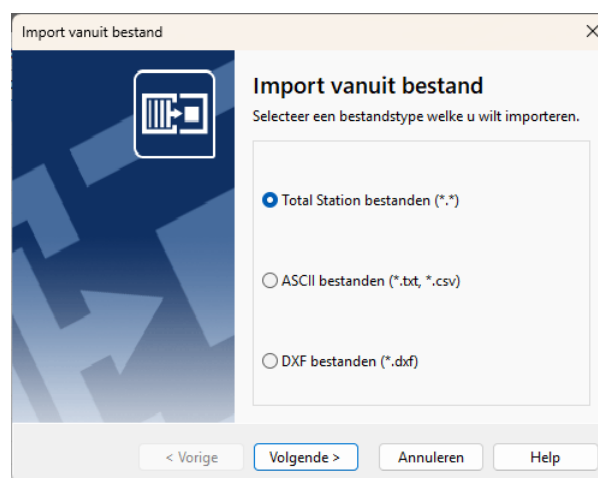 Import vanuit bestand
Import vanuit bestand
Selecteer een bestandstype welke u wilt importeren.
Total Station bestanden (*.*)
ASCII bestanden (*.txt, *.csv)
DXF bestanden (*.dxf)
< Vorige
Volgende >
Annuleren
Help